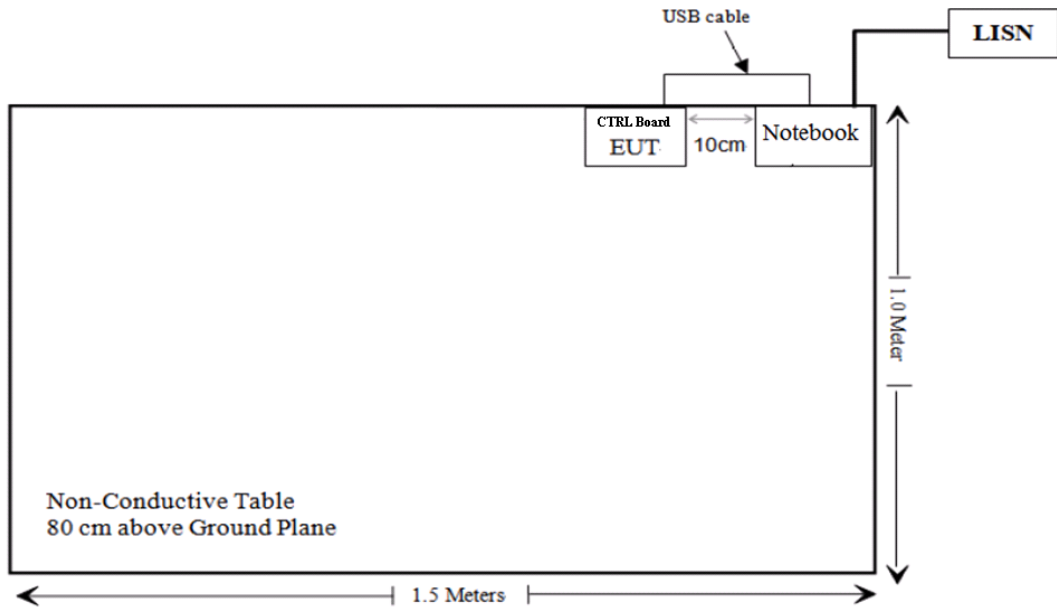 USB cable
LISN
CTRL Board
EUT
10cm
Notebook
1.0 Meter
Non-Conductive Table
80 cm above Ground Plane
1.5 Meters